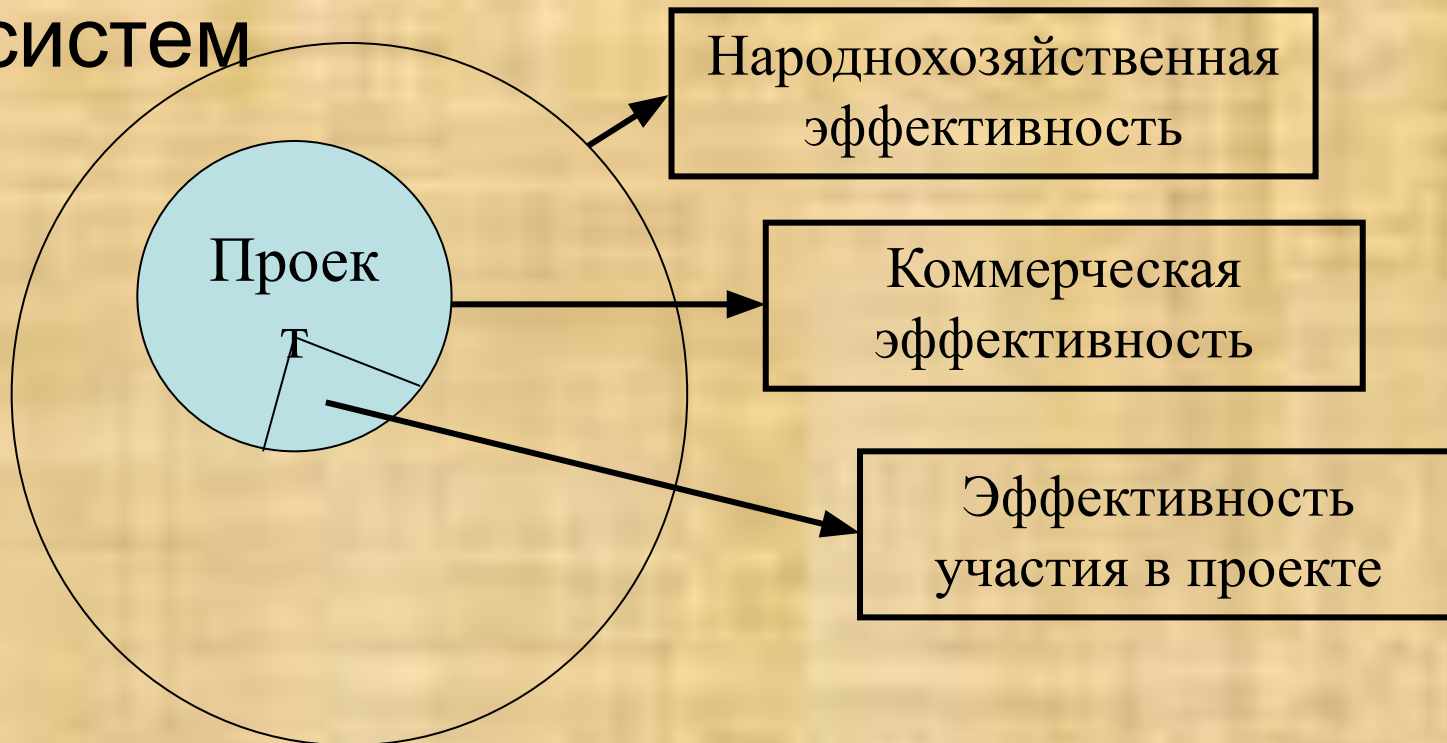 систем
Народнохозяйственная
эффективность
Проек
т
Коммерческая
эффективность
Эффективность
участия в проекте